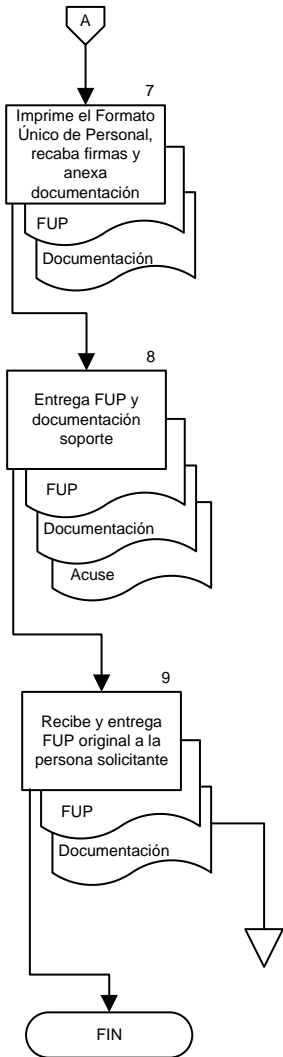 A
7
Imprime el Formato
Único de Personal,
recaba firmas y
anexa
documentación
FUP
Documentación
8
Entrega FUP y
documentación
soporte
FUP
Documentación
Acuse
9
Recibe y entrega
FUP original a la
persona solicitante
FUP
Documentación
FIN